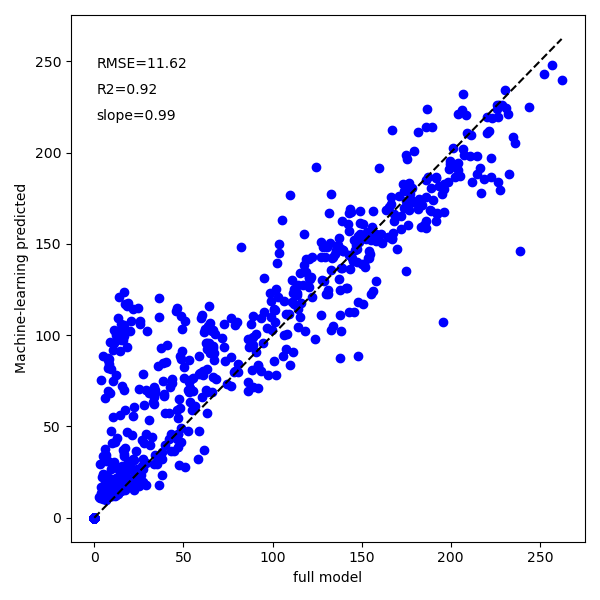 RMSE=11.62
R2=0.92
slope=0.99
250
200
150
100
50
0
Machine-learning predicted
0 50 100 150 200 250
full model